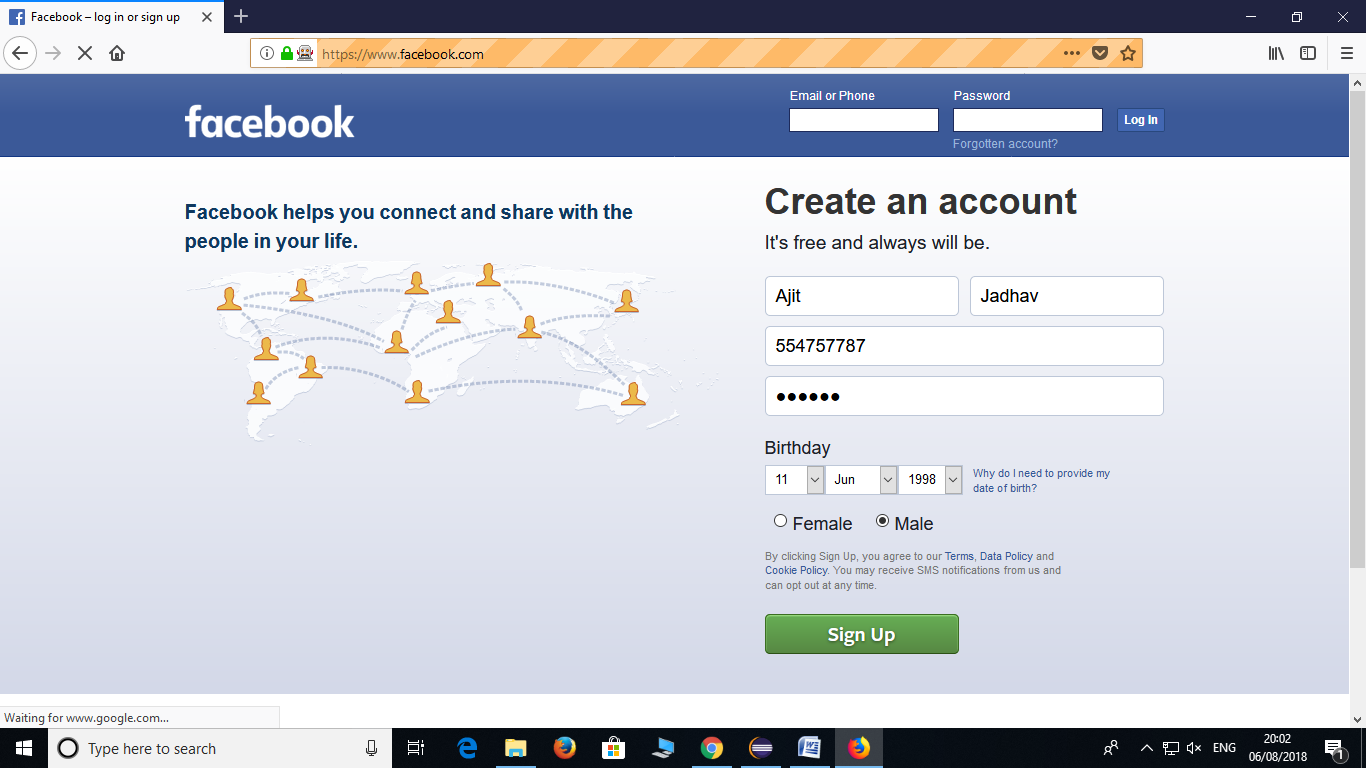 Facebook – log in or sign up
https://www.facebook.com
facebook
Email or Phone
Password
Log In
Forgotten account?
Facebook helps you connect and share with the
people in your life.
Create an account
It's free and always will be.
Ajit
Jadhav
554757787
Birthday
11
Jun
1998
Why do I need to provide my
date of birth?
Female
Male
By clicking Sign Up, you agree to our Terms, Data Policy and
Cookie Policy. You may receive SMS notifications from us and
can opt out at any time.
Sign Up
Waiting for www.google.com...
Type here to search
ENG
20:02
06/08/2018
1